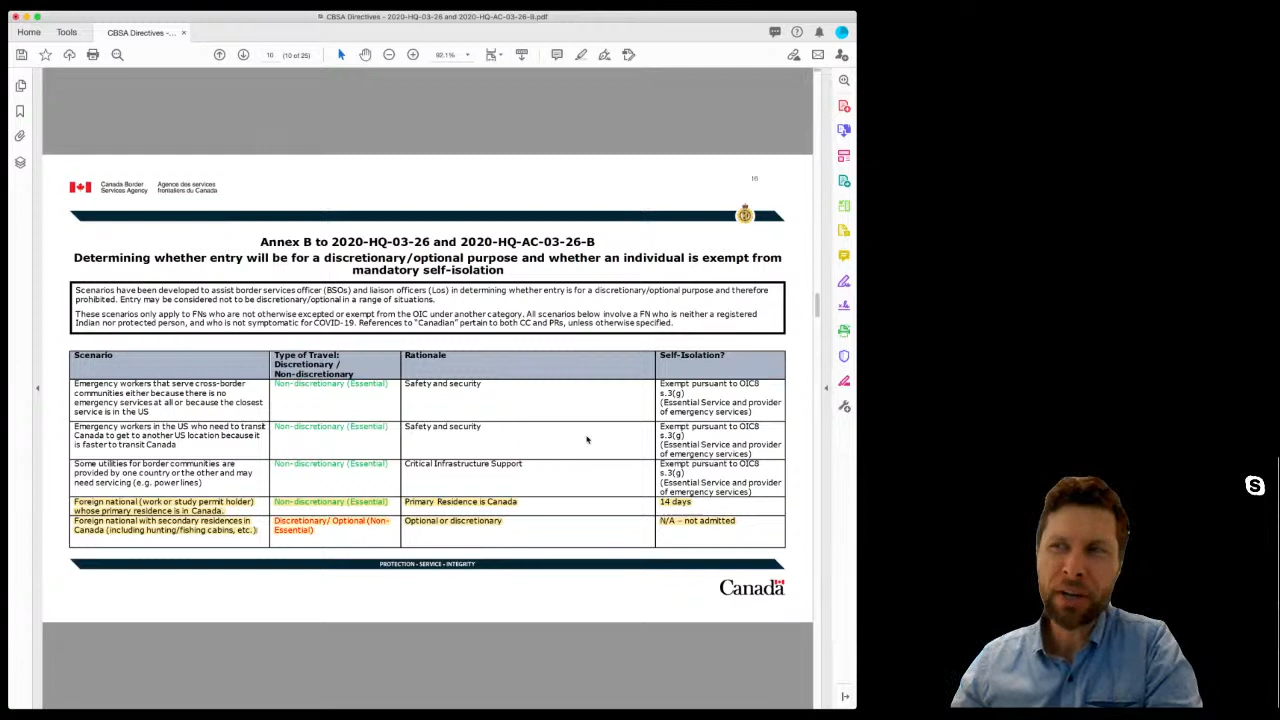 CBSA Directives - 2020-HQ-03-26 and 2020-HQ-AC-03-26-B.pdf
Home
Tools
CBSA Directives -...
×
10
(10 of 25)
92.1%
16
Canada Border
Services Agency
Agence des services
frontaliers du Canada
Annex B to 2020-HQ-03-26 and 2020-HQ-AC-03-26-B
Determining whether entry will be for a discretionary/optional purpose and whether an individual is exempt from
mandatory self-isolation
Scenarios have been developed to assist border services officer (BSOs) and liaison officers (Los) in determining whether entry is for a discretionary/optional purpose and therefore
prohibited. Entry may be considered not to be discretionary/optional in a range of situations.
These scenarios only apply to FNs who are not otherwise excepted or exempt from the OIC under another category. All scenarios below involve a FN who is neither a registered
Indian nor protected person, and who is not symptomatic for COVID-19. References to "Canadian" pertain to both CC and PRs, unless otherwise specified.
Scenario
Type of Travel:
Discretionary /
Non-discretionary
Rationale
Self-Isolation?
Emergency workers that serve cross-border
communities either because there is no
emergency services at all or because the closest
service is in the US
Non-discretionary (Essential)
Safety and security
Exempt pursuant to OIC8
s.3(g)
(Essential Service and provider
of emergency services)
Emergency workers in the US who need to transit
Canada to get to another US location because it
is faster to transit Canada
Non-discretionary (Essential)
Safety and security
Exempt pursuant to OIC8
s.3(g)
(Essential Service and provider
of emergency services)
Some utilities for border communities are
provided by one country or the other and may
need servicing (e.g. power lines)
Non-discretionary (Essential)
Critical Infrastructure Support
Exempt pursuant to OIC8
s.3(g)
(Essential Service and provider
of emergency services)
Foreign national (work or study permit holder)
whose primary residence is in Canada.
Non-discretionary (Essential)
Primary Residence is Canada
14 days
Foreign national with secondary residences in
Canada (including hunting/fishing cabins, etc.)
Discretionary/ Optional (Non-
Essential)
Optional or discretionary
N/A – not admitted
PROTECTION • SERVICE • INTEGRITY
Canada